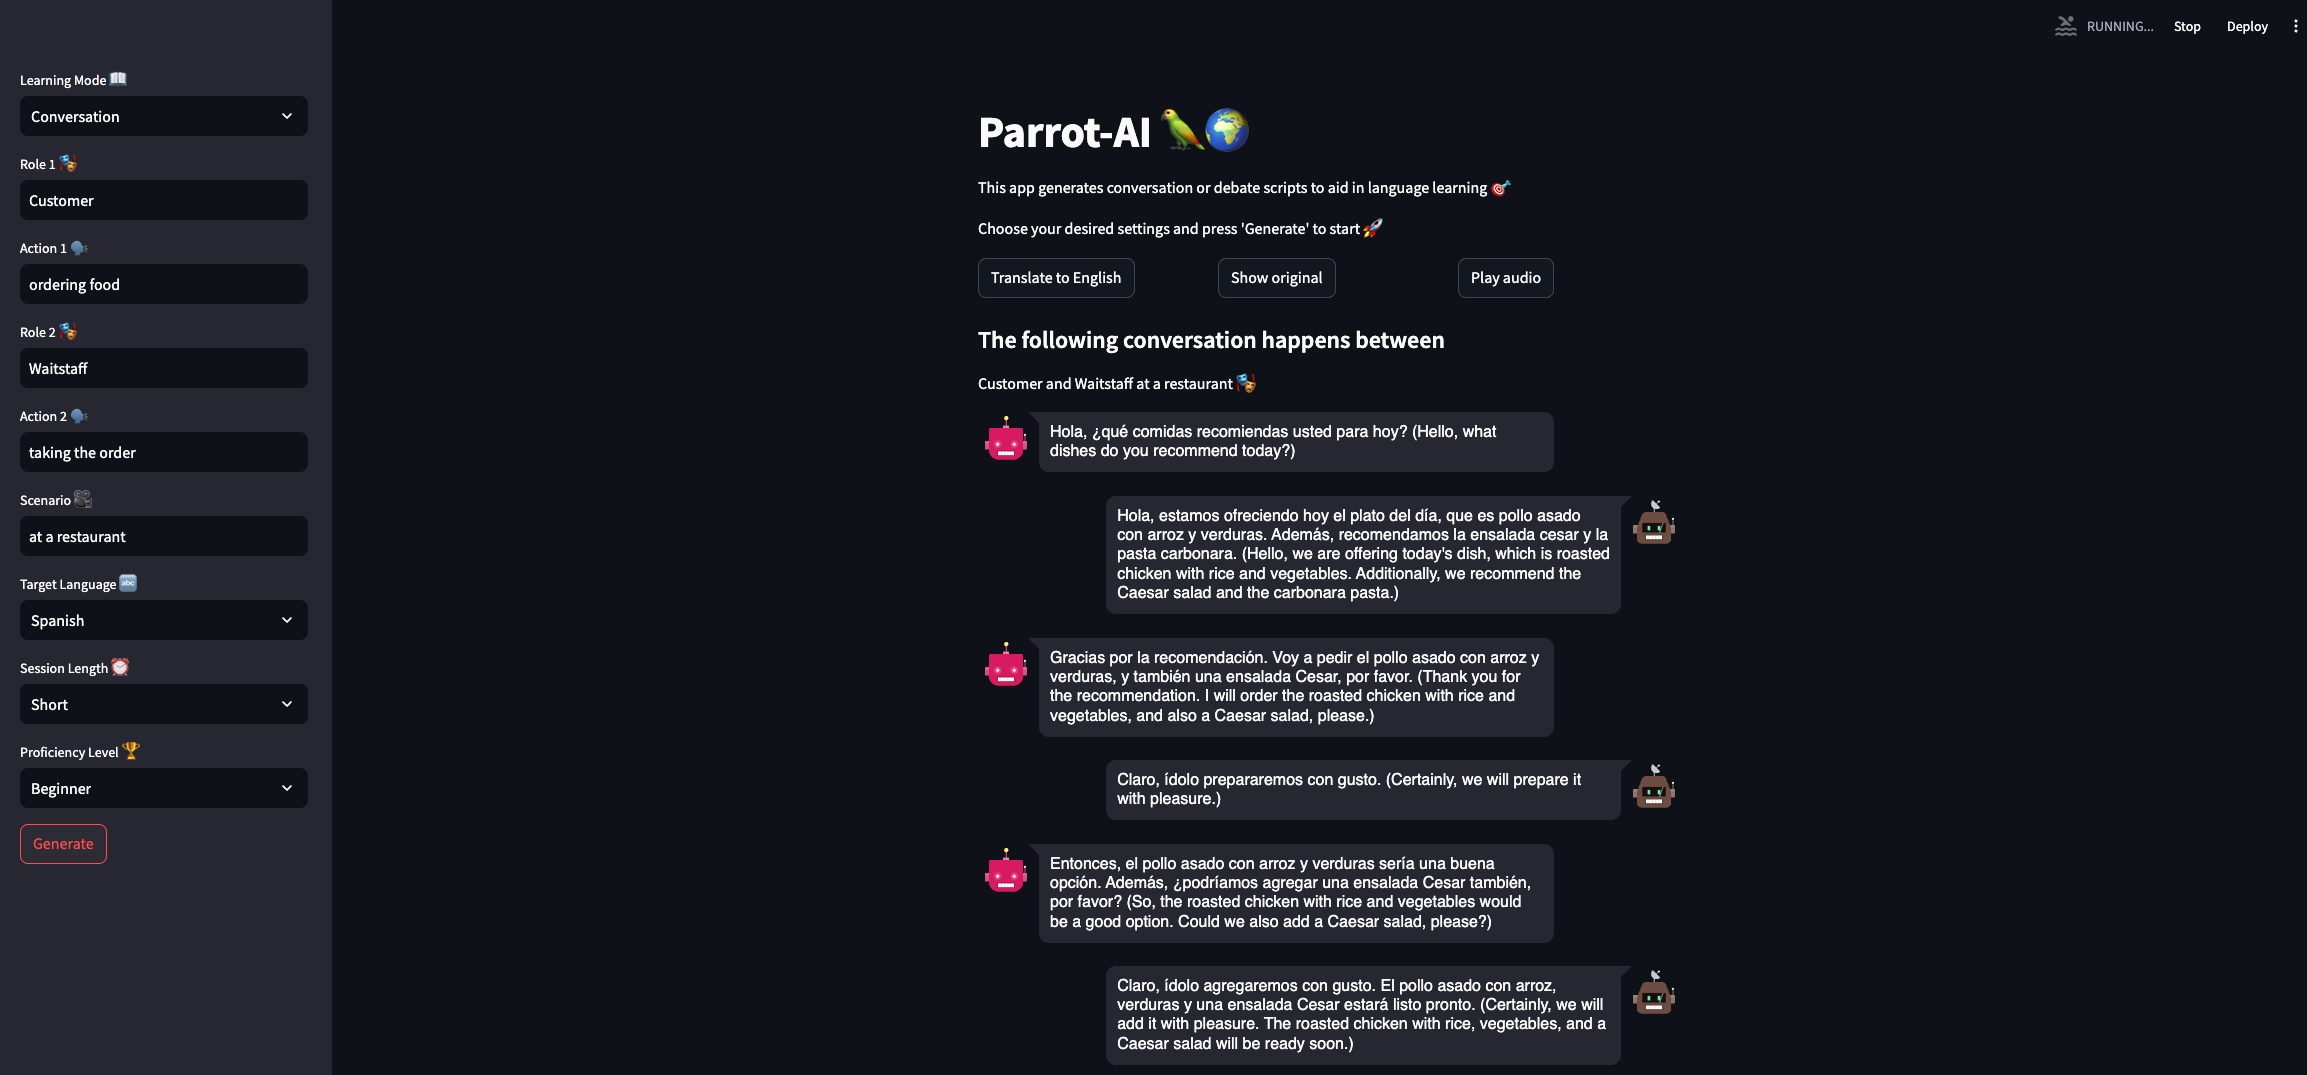 RUNNING...
Stop
Deploy
Learning Mode
Conversation
Role 1
Customer
Action 1
ordering food
Role 2
Waitstaff
Action 2
taking the order
Scenario
at a restaurant
Target Language
Spanish
Session Length
Short
Proficiency Level
Beginner
Generate
Parrot-AI
This app generates conversation or debate scripts to aid in language learning
Choose your desired settings and press 'Generate' to start
Translate to English
Show original
Play audio
The following conversation happens between
Customer and Waitstaff at a restaurant
Hola, ¿qué comidas recomiendas usted para hoy? (Hello, what
dishes do you recommend today?)
Hola, estamos ofreciendo hoy el plato del día, que es pollo asado
con arroz y verduras. Además, recomendamos la ensalada cesar y la
pasta carbonara. (Hello, we are offering today's dish, which is roasted
chicken with rice and vegetables. Additionally, we recommend the
Caesar salad and the carbonara pasta.)
Gracias por la recomendación. Voy a pedir el pollo asado con arroz y
verduras, y también una ensalada Cesar, por favor. (Thank you for
the recommendation. I will order the roasted chicken with rice and
vegetables, and also a Caesar salad, please.)
Claro, ídolo prepararemos con gusto. (Certainly, we will prepare it
with pleasure.)
Entonces, el pollo asado con arroz y verduras sería una buena
opción. Además, ¿podríamos agregar una ensalada Cesar también,
por favor? (So, the roasted chicken with rice and vegetables would
be a good option. Could we also add a Caesar salad, please?)
Claro, ídolo agregaremos con gusto. El pollo asado con arroz,
verduras y una ensalada Cesar estará listo pronto. (Certainly, we will
add it with pleasure. The roasted chicken with rice, vegetables, and a
Caesar salad will be ready soon.)